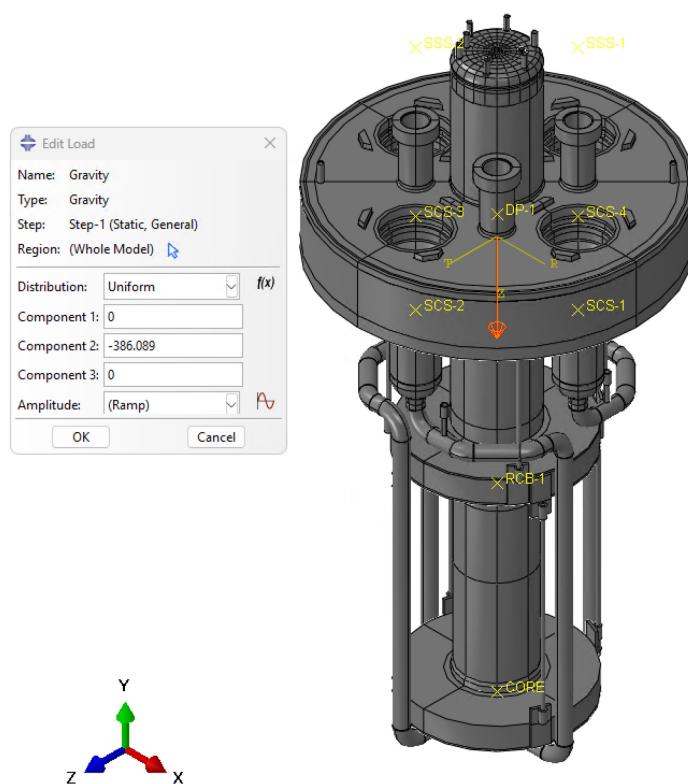 SSS-2
SSS-1
Edit Load
Name: Gravity
Type: Gravity
Step: Step-1 (Static, General)
Region: (Whole Model)
Distribution: Uniform f(x)
Component 1: 0
Component 2: -386.089
Component 3: 0
Amplitude: (Ramp)
OK Cancel
SCS-3
DP-1
SCS-4
T
R
Z
SCS-2
SCS-1
RCB-1
CORE
Y
Z
X